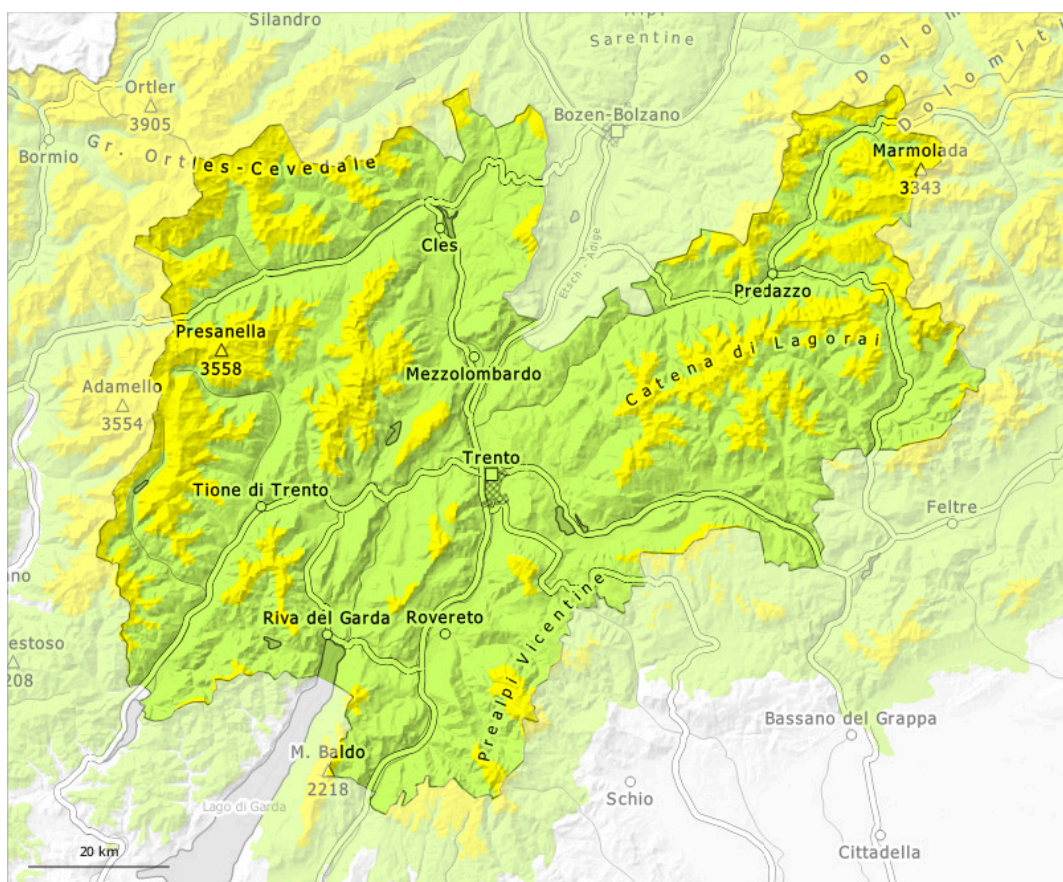 Silandro
Sarentine
Ortler
3905
Bozen-Bolzano
Bormio
Gr. Ortles-Cevedale
Marmolada
3343
Cles
Etsch - Adige
Predazzo
Presanella
3558
Catena di Lagorai
Mezzolombardo
Adamello
3554
Trento
Tione di Trento
Feltre
Riva del Garda
Rovereto
Prealpi Vicentine
208
Bassano del Grappa
M. Baldo
2218
Lago di Garda
Schio
20 km
Cittadella